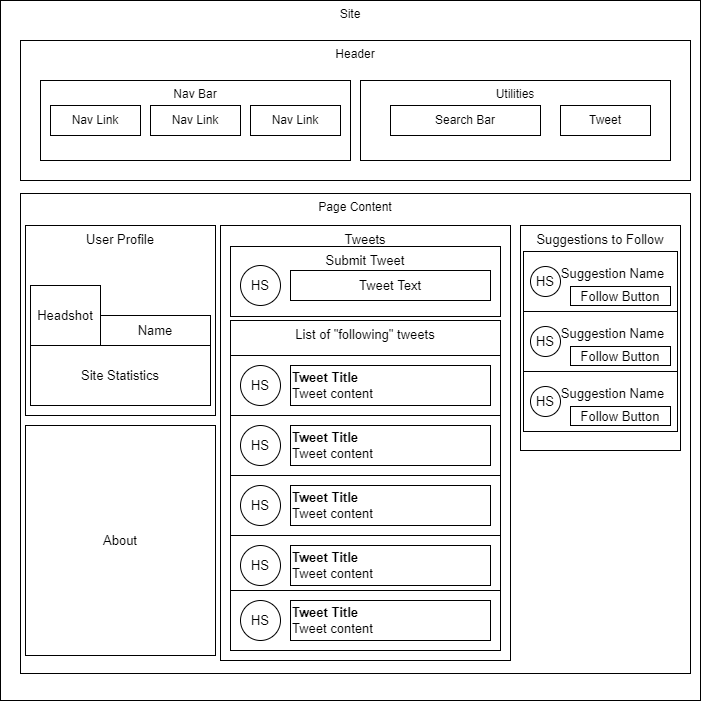 Site
Header
Nav Bar
Nav Link
Nav Link
Nav Link
Utilities
Search Bar
Tweet
Page Content
User Profile
Headshot
Name
Site Statistics
About
Tweets
Submit Tweet
HS
Tweet Text
List of "following" tweets
HS
Tweet Title
Tweet content
HS
Tweet Title
Tweet content
HS
Tweet Title
Tweet content
HS
Tweet Title
Tweet content
HS
Tweet Title
Tweet content
Suggestions to Follow
HS
Suggestion Name
Follow Button
HS
Suggestion Name
Follow Button
HS
Suggestion Name
Follow Button